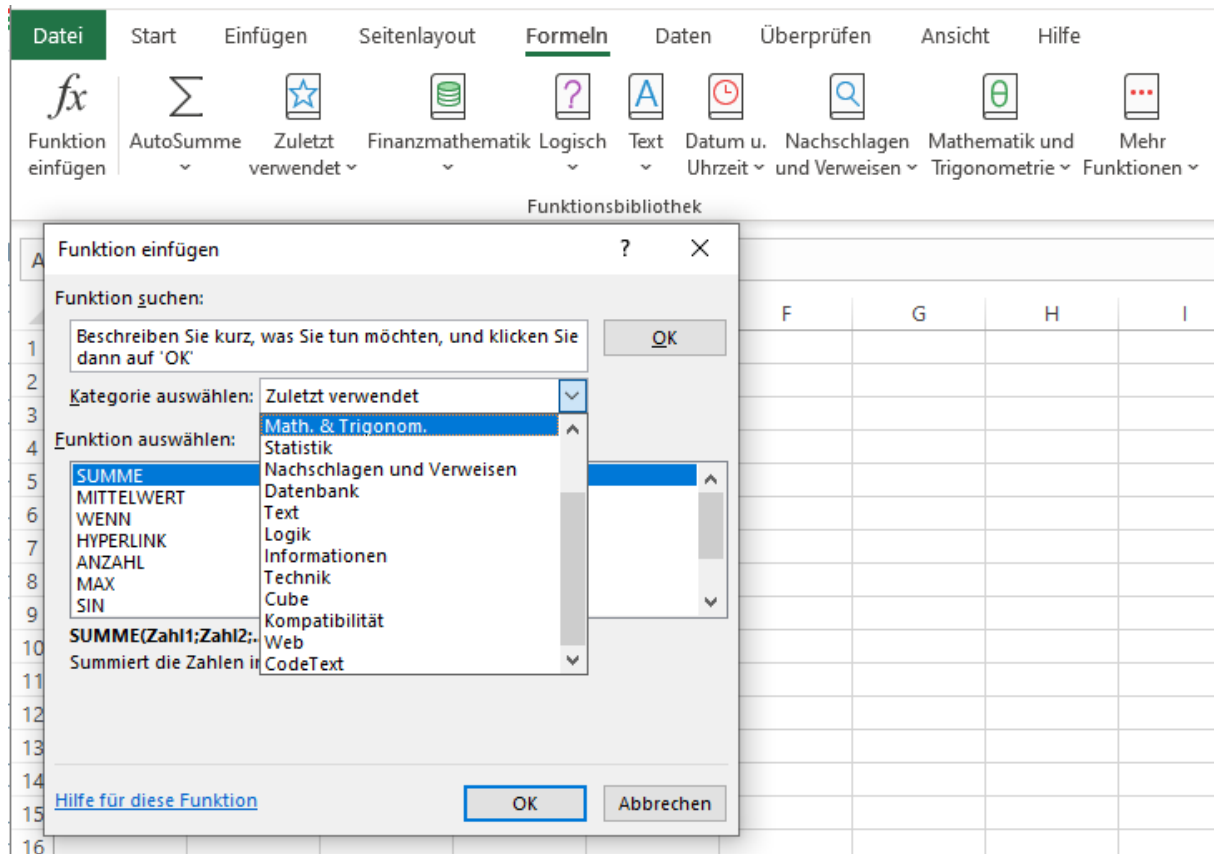 Datei Start Einfügen Seitenlayout Formeln Daten Überprüfen Ansicht Hilfe
fx
Funktion einfügen
AutoSumme
Zuletzt verwendet
Finanzmathematik
Logisch
Text
Datum u. Uhrzeit
Nachschlagen und Verweisen
Mathematik und Trigonometrie
Mehr Funktionen
Funktionsbibliothek
A
F G H I
1
2
3
4
5
6
7
8
9
10
11
12
13
14
15
16
Funktion einfügen ?
Funktion suchen:
Beschreiben Sie kurz, was Sie tun möchten, und klicken Sie
dann auf 'OK'
OK
Kategorie auswählen: Zuletzt verwendet
Math. & Trigonom.
Statistik
Nachschlagen und Verweisen
Datenbank
Text
Logik
Informationen
Technik
Cube
Kompatibilität
Web
CodeText
Funktion auswählen:
SUMME
MITTELWERT
WENN
HYPERLINK
ANZAHL
MAX
SIN
SUMME(Zahl1;Zahl2;..
Summiert die Zahlen i
Hilfe für diese Funktion
OK Abbrechen